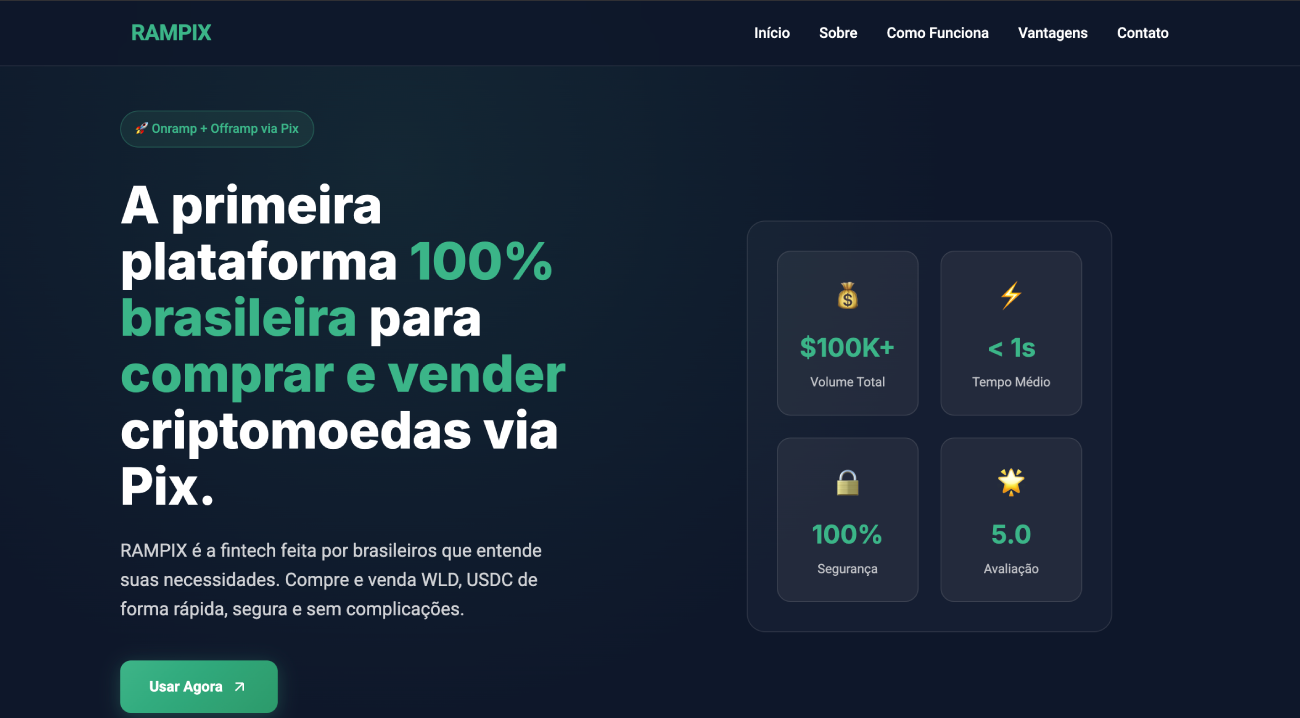 RAMPIX
Início
Sobre
Como Funciona
Vantagens
Contato
🚀 Onramp + Offramp via Pix
A primeira
plataforma 100%
brasileira para
comprar e vender
criptomoedas via
Pix.
RAMPIX é a fintech feita por brasileiros que entende
suas necessidades. Compre e venda WLD, USDC de
forma rápida, segura e sem complicações.
Usar Agora
$100K+
Volume Total
< 1s
Tempo Médio
100%
Segurança
5.0
Avaliação